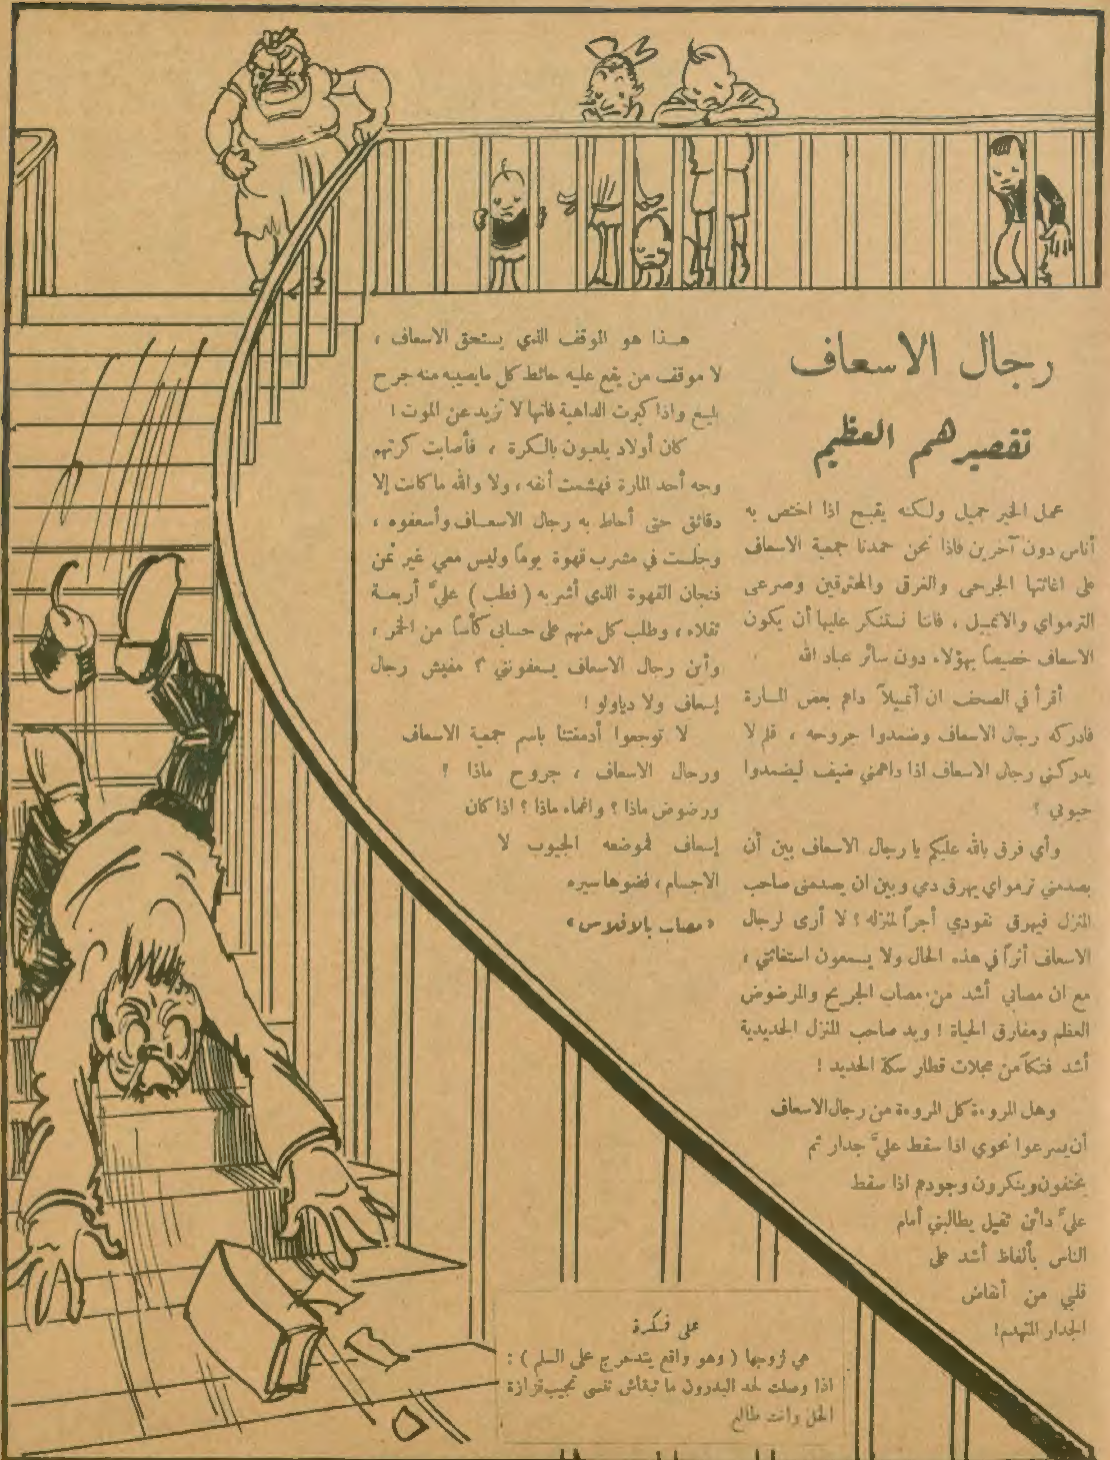 رجال الاسعاف
تقصيرهم العظيم
عمل الخير جميل ولكنه يقبح اذا اختص به
أناس دون آخرين فاذا نحن حمدنا جمعية الاسعاف
على اغاثتها الجرحى والغرق والمحترقين وصرعى
الترمواي والاتمبيل ، فاننا نستنكر عليها أن يكون
الاسعاف خصيصاً بهؤلاء دون سائر عباد الله
أقرأ في الصحف ان أتمبيلاً داهم بعض المارة
فادركه رجال الاسعاف وضمدوا جروحه ، فلم لا
يدركني رجال الاسعاف اذا داهمني ضيف ليضمدوا
جيوبي ؟
وأي فرق بالله عليكم يا رجال الاسعاف بين أن
يصدمني ترمواي يهرق دمي وبين ان يصدمني صاحب
المنزل فيهرق نقودي أجراً لمنزله ؟ لا أرى لرجال
الاسعاف أثراً في هذه الحال ولا يسمعون استغاثتي ،
مع ان مصابي أشد من مصاب الجريح والمرضوض
العظم ومفارق الحياة ! ويد صاحب المنزل الحديدية
أشد فتكاً من عجلات قطار سكة الحديد !
وهل المروءة كل المروءة من رجال الاسعاف
أن يسرعوا نحوي اذا سقط عليَّ جدار ثم
يختفون وينكرون وجودهم اذا سقط
عليَّ دائن ثقيل يطالبني أمام
الناس بألفاظ أشد على
قلبي من أنقاض
الجدار المتهدم!
هـذا هو الموقف الذي يستحق الاسعاف ،
لا موقف من يقع عليه حائط كل مايصيبه منه جرح
بليغ واذا كبرت الداهية فانها لا تزيد عن الموت !
كان أولاد يلعبون بالكرة ، فأصابت كرتهم
وجه أحد المارة فهشمت أنفه ، ولا والله ما كانت إلا
دقائق حتى أحاط به رجال الاسعـاف وأسعفوه ،
وجلست في مشرب قهوة يوماً وليس معي غير ثمن
فنجان القهوة الذي أشربه ( فطب ) عليَّ أربعـة
ثقلاء ، وطلب كل منهم على حسابي كأساً من الخمر ،
وأين رجال الاسعاف يسعفونني ؟ مفيش رجال
إسعاف ولا دياولو !
لا توجعوا أدمغتنا باسم جمعية الاسعاف
ورجال الاسعاف ، جروح ماذا ؟
ورضوض ماذا ؟ واغماء ماذا ؟ اذا كان
إسعاف فموضعه الجيوب لا
الاجسام ، فضوها سيره
«مصاب بالافلاس»
على فكرة
هي لزوجها ( وهو واقع يتدحرج على السلم ) :
اذا وصلت لحد البدرون ما تبقاش تنسى تجيب قزازة
الخل وانت طالع